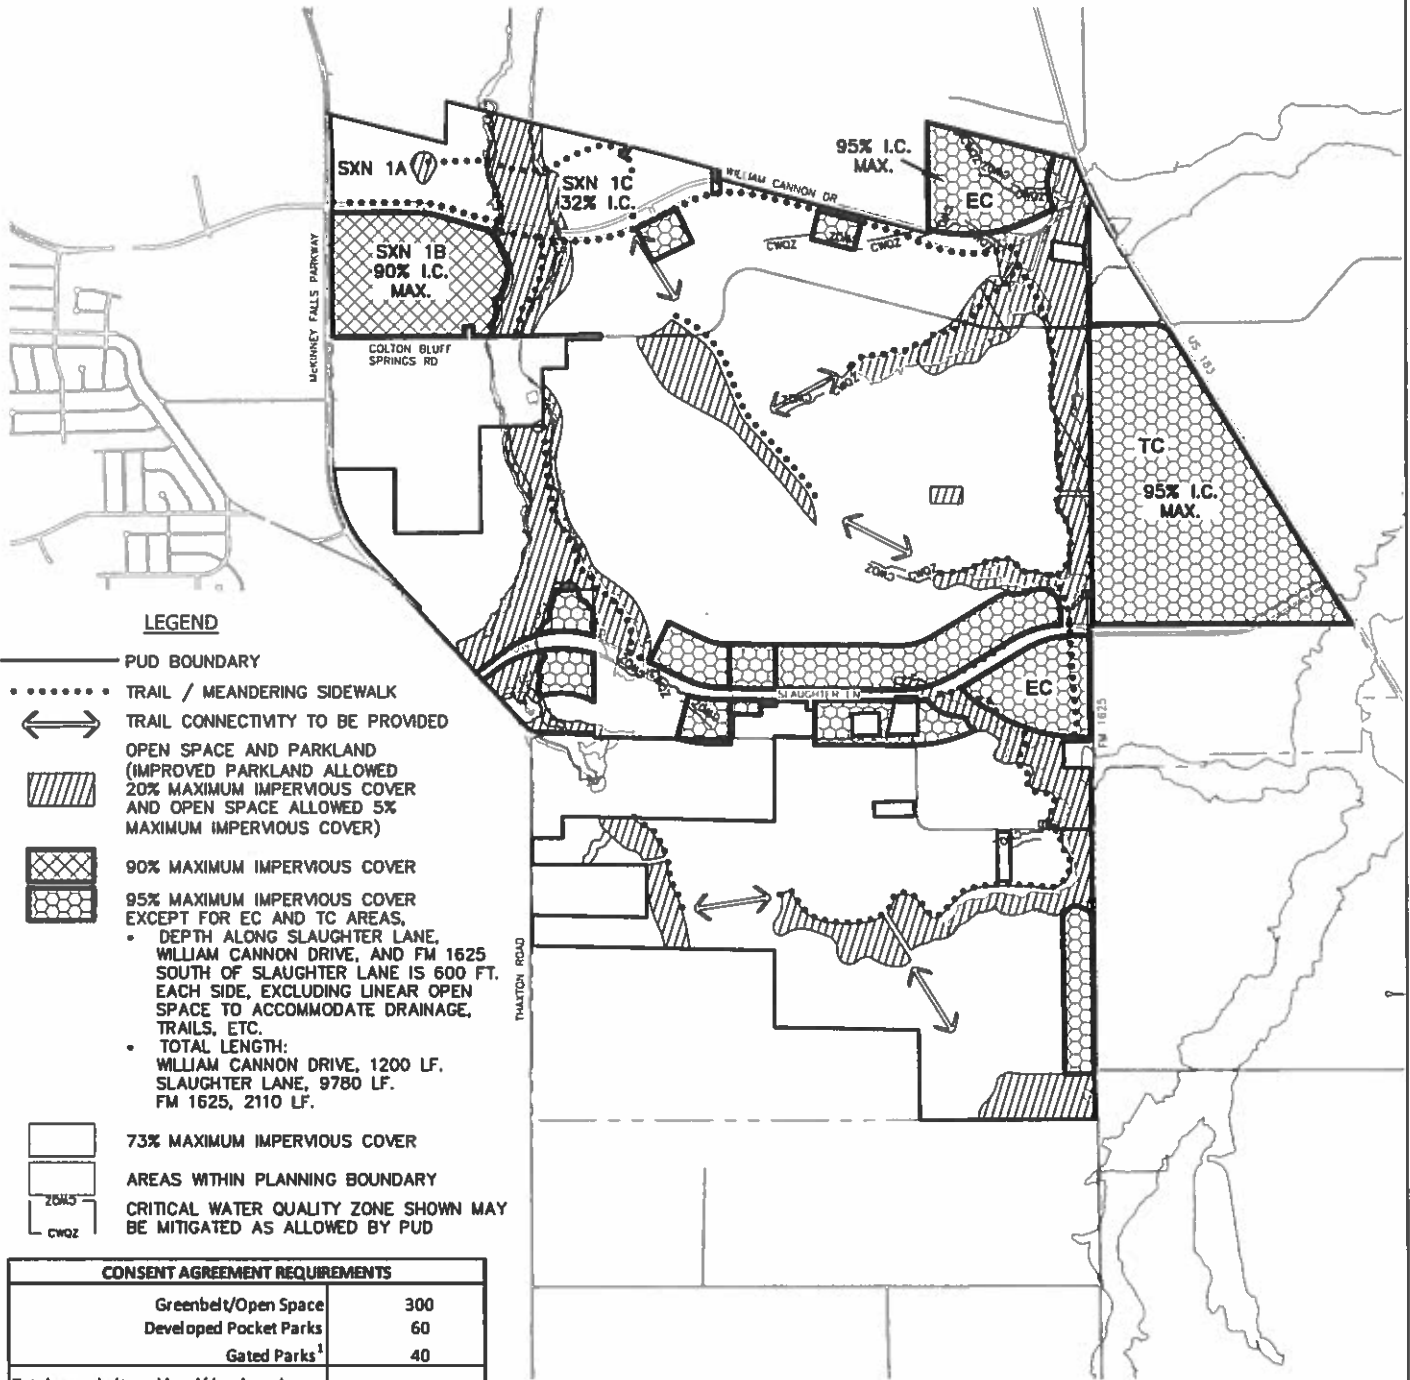 95% I.C.
MAX.
EC
WILLIAM CANNON DR
SXN 1A
SXN 1C
32% I.C.
SXN 1B
90% I.C.
MAX.
CWQZ
CWQZ
CWQZ
McKINNEY FALLS PARKWAY
COLTON BLUFF
SPRINGS RD
US 183
CWQZ
CWQZ
TC
95% I.C.
MAX.
CWQZ
CWQZ
SLAUGHTER LN
EC
FM 1625
THAXTON ROAD
LEGEND
PUD BOUNDARY
TRAIL / MEANDERING SIDEWALK
TRAIL CONNECTIVITY TO BE PROVIDED
OPEN SPACE AND PARKLAND
(IMPROVED PARKLAND ALLOWED
20% MAXIMUM IMPERVIOUS COVER
AND OPEN SPACE ALLOWED 5%
MAXIMUM IMPERVIOUS COVER)
90% MAXIMUM IMPERVIOUS COVER
95% MAXIMUM IMPERVIOUS COVER
EXCEPT FOR EC AND TC AREAS,
• DEPTH ALONG SLAUGHTER LANE,
WILLIAM CANNON DRIVE, AND FM 1625
SOUTH OF SLAUGHTER LANE IS 600 FT.
EACH SIDE, EXCLUDING LINEAR OPEN
SPACE TO ACCOMMODATE DRAINAGE,
TRAILS, ETC.
• TOTAL LENGTH:
WILLIAM CANNON DRIVE, 1200 LF.
SLAUGHTER LANE, 9780 LF.
FM 1625, 2110 LF.
73% MAXIMUM IMPERVIOUS COVER
AREAS WITHIN PLANNING BOUNDARY
CWQZ
CWQZ
CRITICAL WATER QUALITY ZONE SHOWN MAY
BE MITIGATED AS ALLOWED BY PUD
CONSENT AGREEMENT REQUIREMENTS
Greenbelt/Open Space 300
Developed Pocket Parks 60
Gated Parks¹ 40